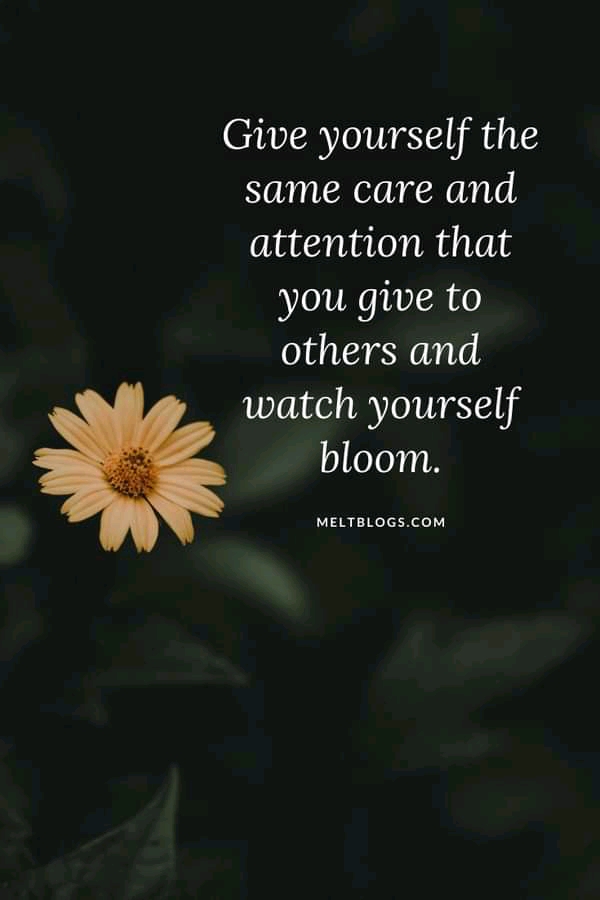 Give yourself the
same care and
attention that
you give to
others and
watch yourself
bloom.
MELTBLOGS.COM